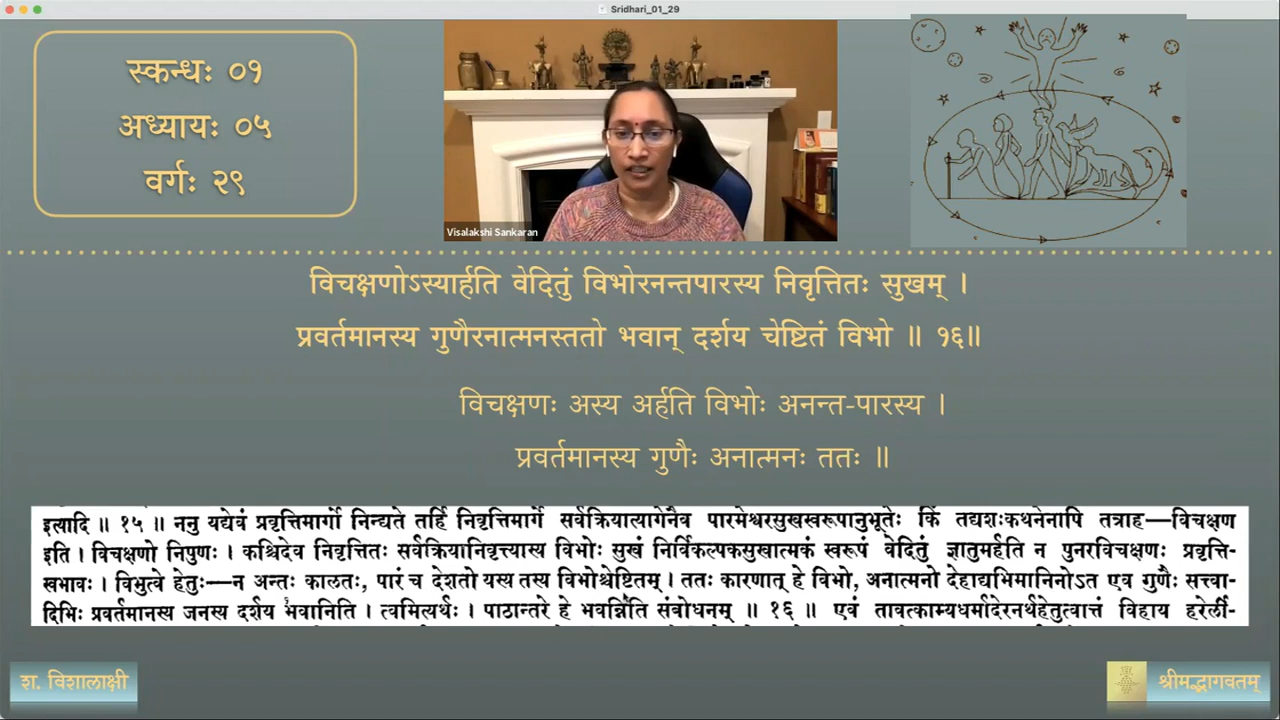 Sridhari_01_29
स्कन्धः ०१
अध्यायः ०५
वर्गः २९
Visalakshi Sankaran
विचक्षणोऽस्यार्हति वेदितुं विभोरनन्तपारस्य निवृत्तितः सुखम् ।
प्रवर्तमानस्य गुणैरनात्मनस्ततो भवान् दर्शय चेष्टितं विभो ॥ १६॥
विचक्षणः अस्य अर्हति विभोः अनन्त-पारस्य ।
प्रवर्तमानस्य गुणैः अनात्मनः ततः ॥
इत्यादि ॥ १५ ॥ ननु यद्येवं प्रवृत्तिमार्गो निन्द्यते तर्हि निवृत्तिमार्गे सर्वक्रियात्यागेनैव पारमेश्वरसुखस्वरूपानुभूतेः किं तद्यशःकथनेनापि तत्राह—विचक्षण
इति । विचक्षणो निपुणः । कश्चिदेव निवृत्तितः सर्वक्रियानिवृत्त्यास्य विभोः सुखं निर्विकल्पकसुखात्मकं स्वरूपं वेदितुं ज्ञातुमर्हति न पुनरविचक्षणः प्रवृत्ति-
स्वभावः । विभुत्वे हेतुः—न अन्तः कालतः, पारं च देशतो यस्य तस्य विभोश्चेष्टितम् । ततः कारणात् हे विभो, अनात्मनो देहाद्यभिमानिनोऽत एव गुणैः सत्त्वा-
दिभिः प्रवर्तमानस्य जनस्य दर्शय भवानिति । त्वमित्यर्थः । पाठान्तरे हे भवन्निति संबोधनम् ॥ १६ ॥ एवं तावत्काम्यधर्मादेरनर्थहेतुत्वात्तं विहाय हरेर्ली-
श. विशालाक्षी
श्रीमद्भागवतम्